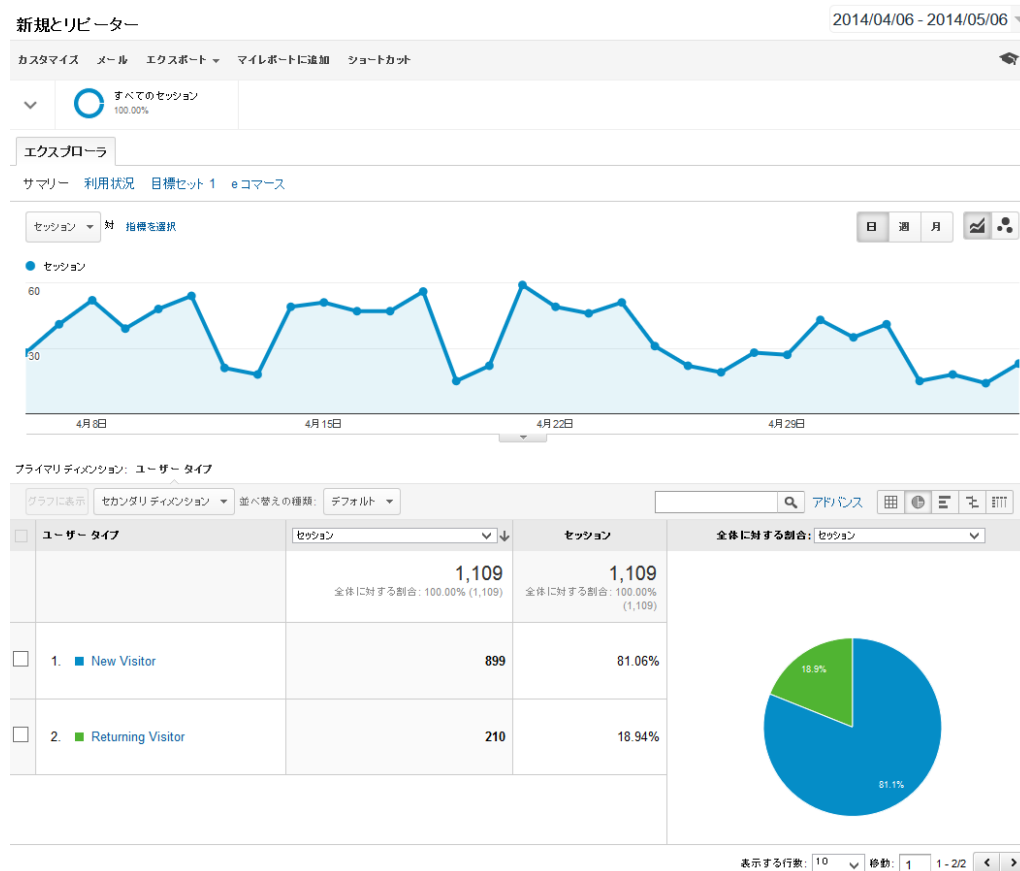 新規とリピーター
2014/04/06 - 2014/05/06
カスタマイズ メール エクスポート マイレポートに追加 ショートカット
すべてのセッション
100.00%
エクスプローラ
サマリー 利用状況 目標セット 1 eコマース
セッション 対 指標を選択 日 週 月
セッション
60
30
4月8日 4月15日 4月22日 4月29日
プライマリ ディメンション: ユーザー タイプ
グラフに表示 セカンダリ ディメンション 並べ替えの種類: デフォルト アドバンス
ユーザー タイプ セッション セッション 全体に対する割合: セッション
1,109 1,109
全体に対する割合: 100.00% (1,109) 全体に対する割合: 100.00%
(1,109)
1. New Visitor 899 81.06%
2. Returning Visitor 210 18.94%
18.9%
81.1%
表示する行数: 10 移動: 1 1 - 2/2